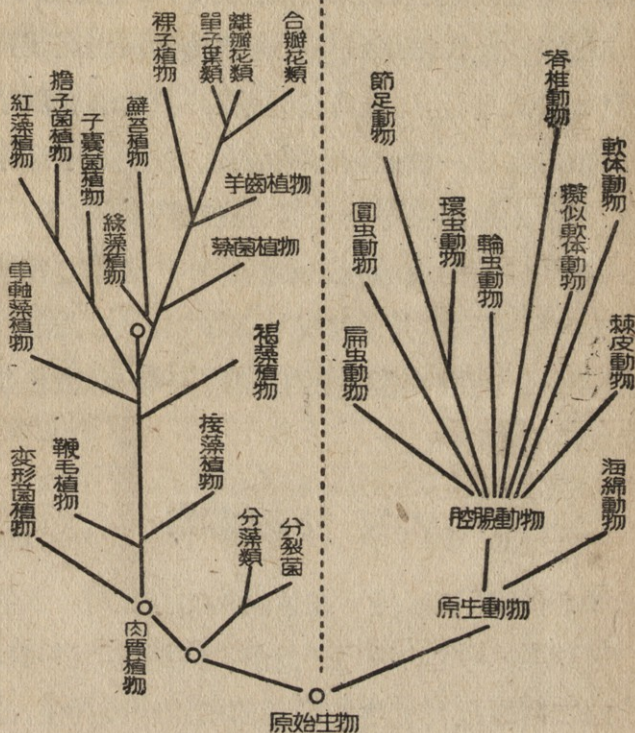 合瓣花類
離瓣花類
單子葉類
裸子植物
蘚苔植物
子囊菌植物
擔子菌植物
紅藻植物
羊齒植物
綠藻植物
藻菌植物
車軸藻植物
褐藻植物
接藻植物
鞭毛植物
変形菌植物
分裂菌
分藻類
肉質植物
脊椎動物
節足動物
軟体動物
擬似軟体動物
環虫動物
圓虫動物
輪虫動物
扁虫動物
棘皮動物
海綿動物
腔腸動物
原生動物
原始生物